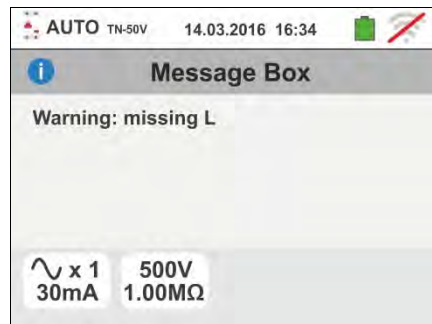 AUTO TN-50V 14.03.2016 16:34
Message Box
Warning: missing L
x 1 500V
30mA 1.00MΩ